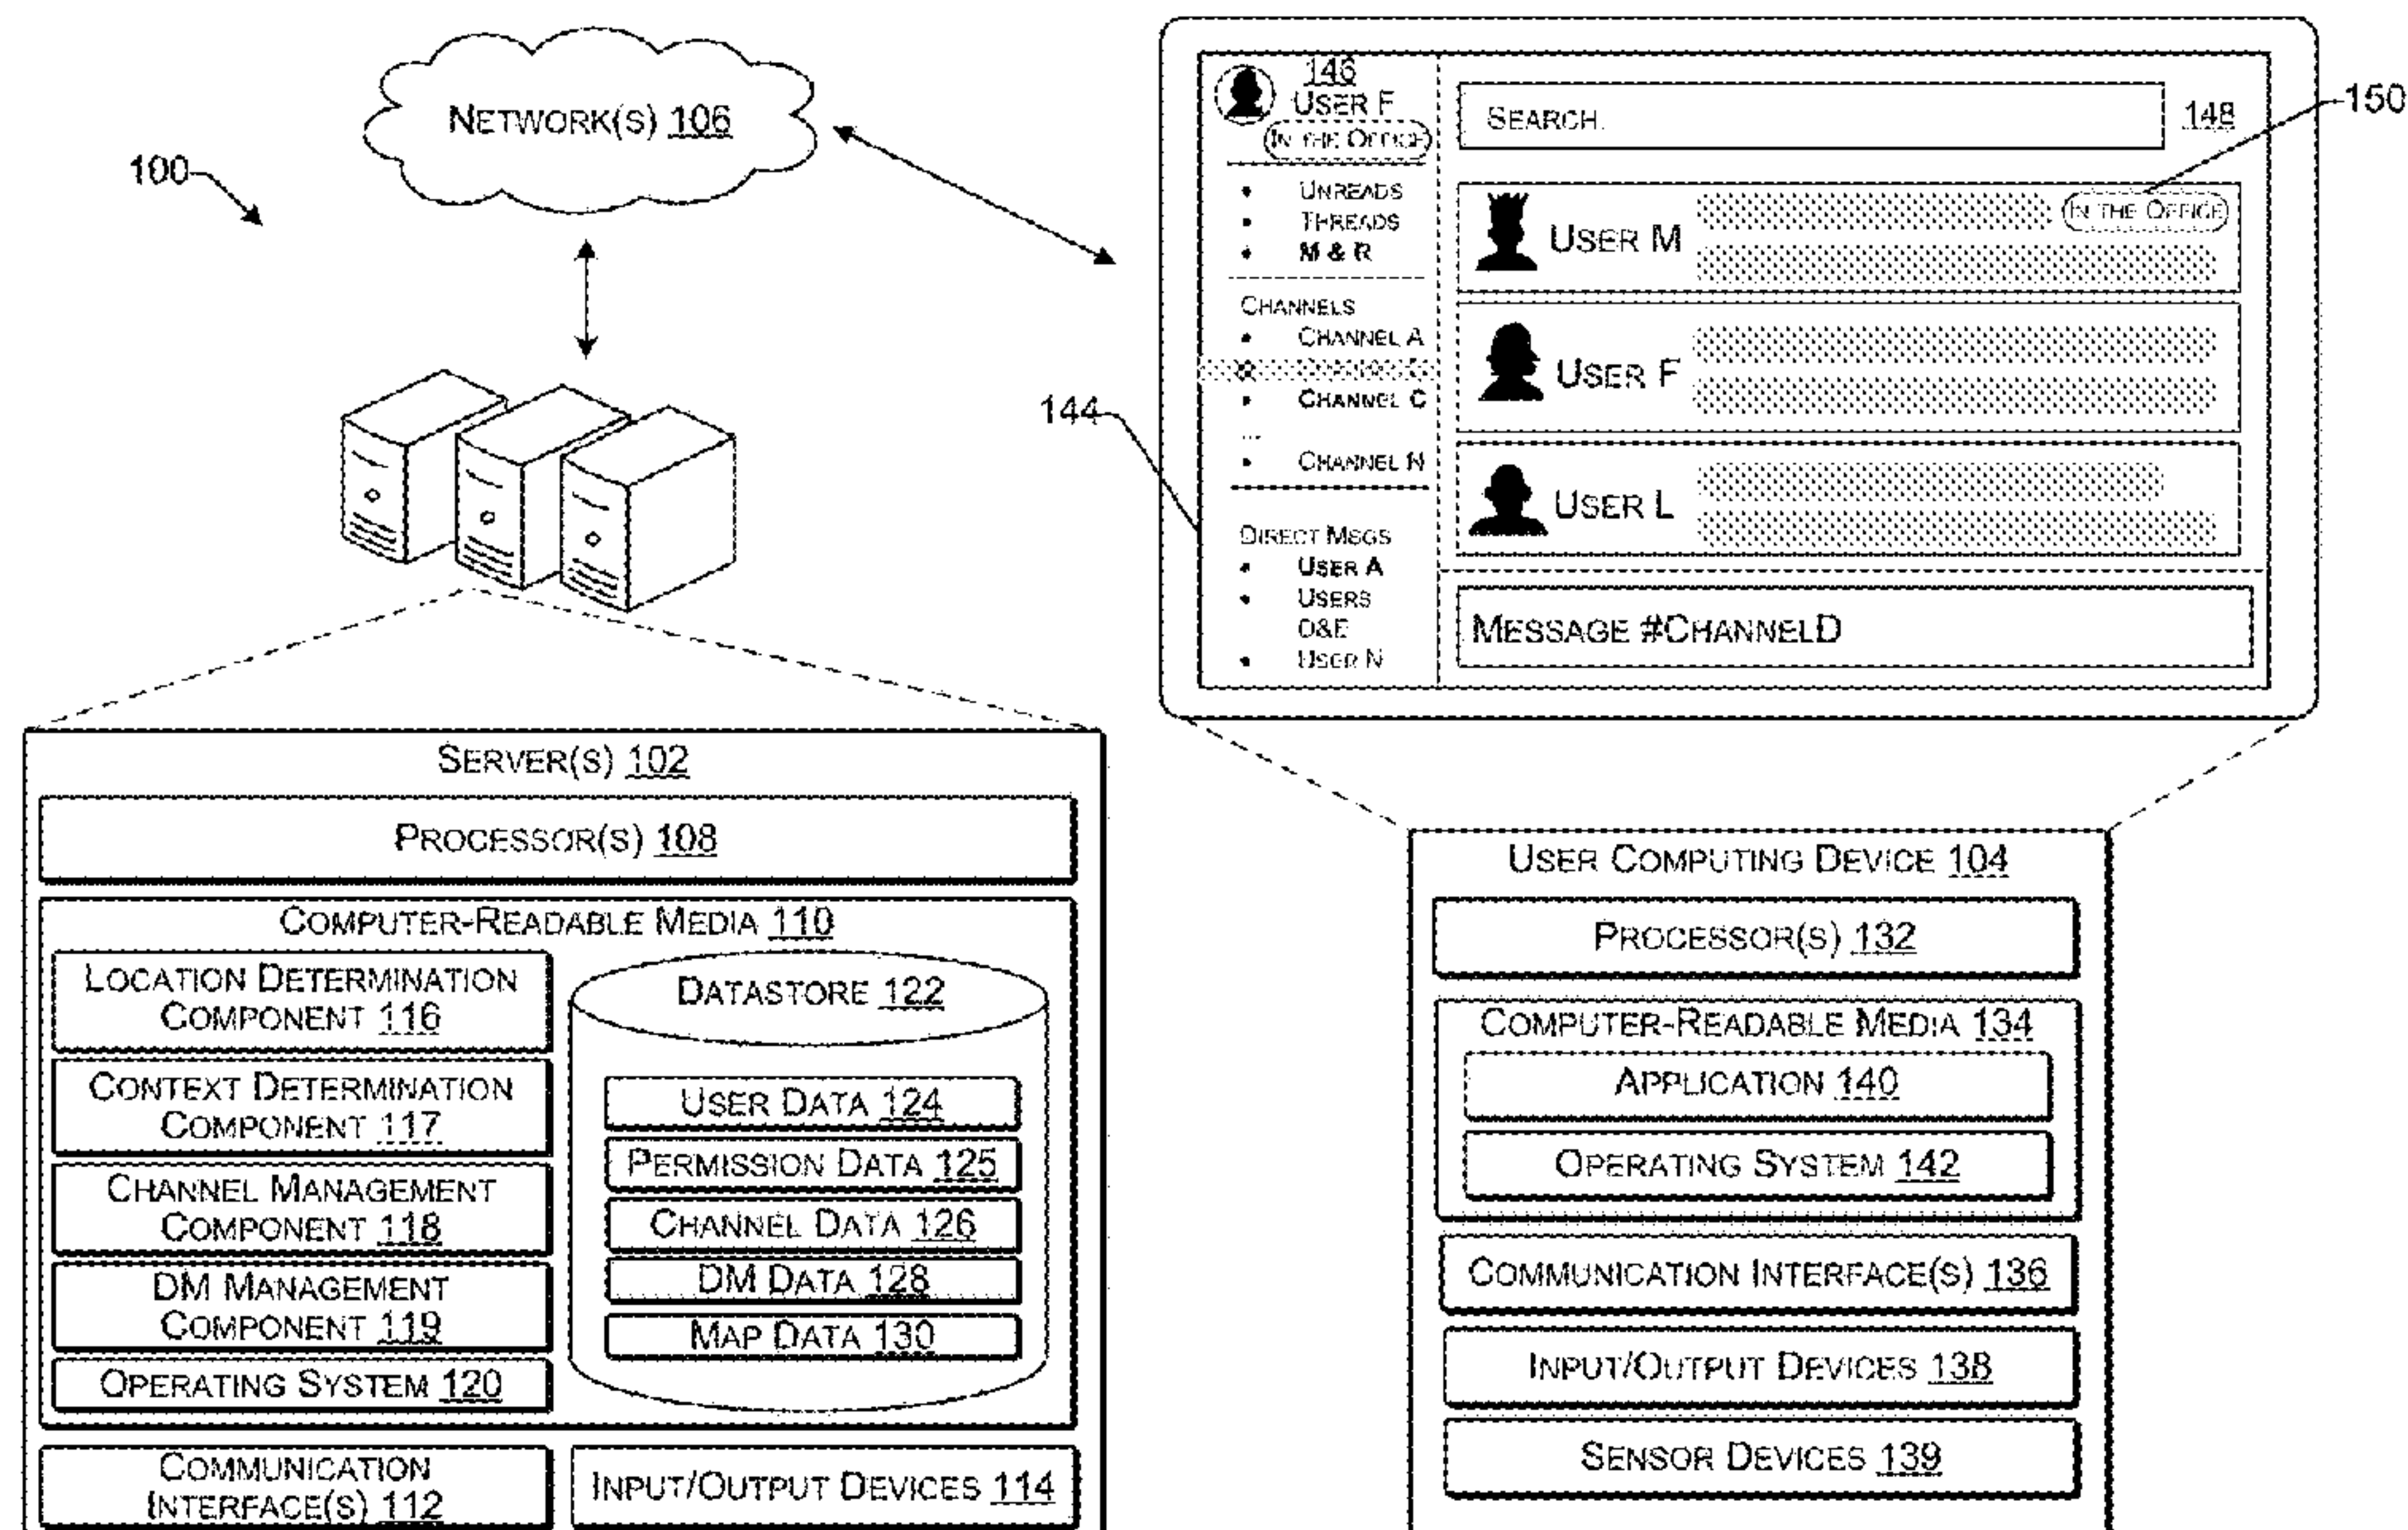 NETWORK(S) 106
100
146
USER F
IN THE OFFICE
UNREADS
THREADS
M & R
CHANNELS
CHANNEL A
CHANNEL C
...
CHANNEL N
DIRECT MSGS
USER A
USERS
D&E
USER N
144
SEARCH
148
150
USER M
IN THE OFFICE
USER F
USER L
MESSAGE #CHANNELD
SERVER(S) 102
PROCESSOR(S) 108
COMPUTER-READABLE MEDIA 110
LOCATION DETERMINATION
COMPONENT 116
CONTEXT DETERMINATION
COMPONENT 117
CHANNEL MANAGEMENT
COMPONENT 118
DM MANAGEMENT
COMPONENT 119
OPERATING SYSTEM 120
DATASTORE 122
USER DATA 124
PERMISSION DATA 125
CHANNEL DATA 126
DM DATA 128
MAP DATA 130
COMMUNICATION
INTERFACE(S) 112
INPUT/OUTPUT DEVICES 114
USER COMPUTING DEVICE 104
PROCESSOR(S) 132
COMPUTER-READABLE MEDIA 134
APPLICATION 140
OPERATING SYSTEM 142
COMMUNICATION INTERFACE(S) 136
INPUT/OUTPUT DEVICES 138
SENSOR DEVICES 139